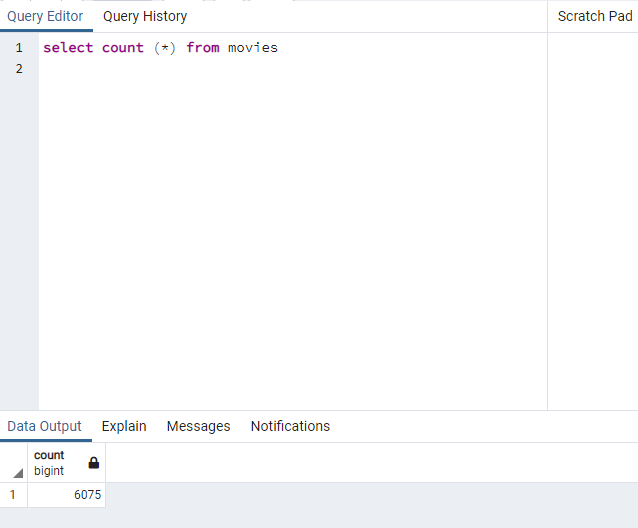 Query Editor Query History Scratch Pad
1 select count (*) from movies
2
Data Output Explain Messages Notifications
count
bigint
1 6075